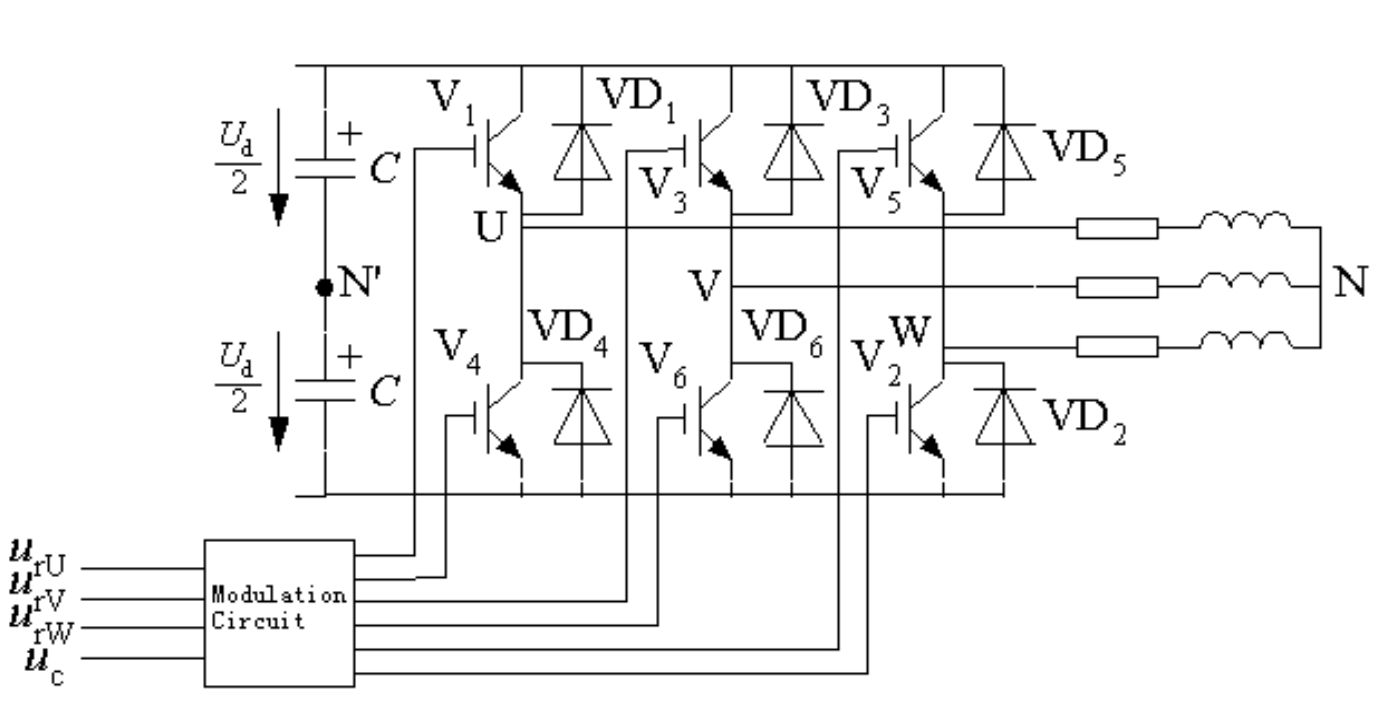 V1 VD1 VD3
Ud/2 + C V3 V5 VD5
U
N' V N
VD4 VD6 W
Ud/2 + C V4 V6 V2
VD2
urU
urV
urW
uc
Modulation
Circuit